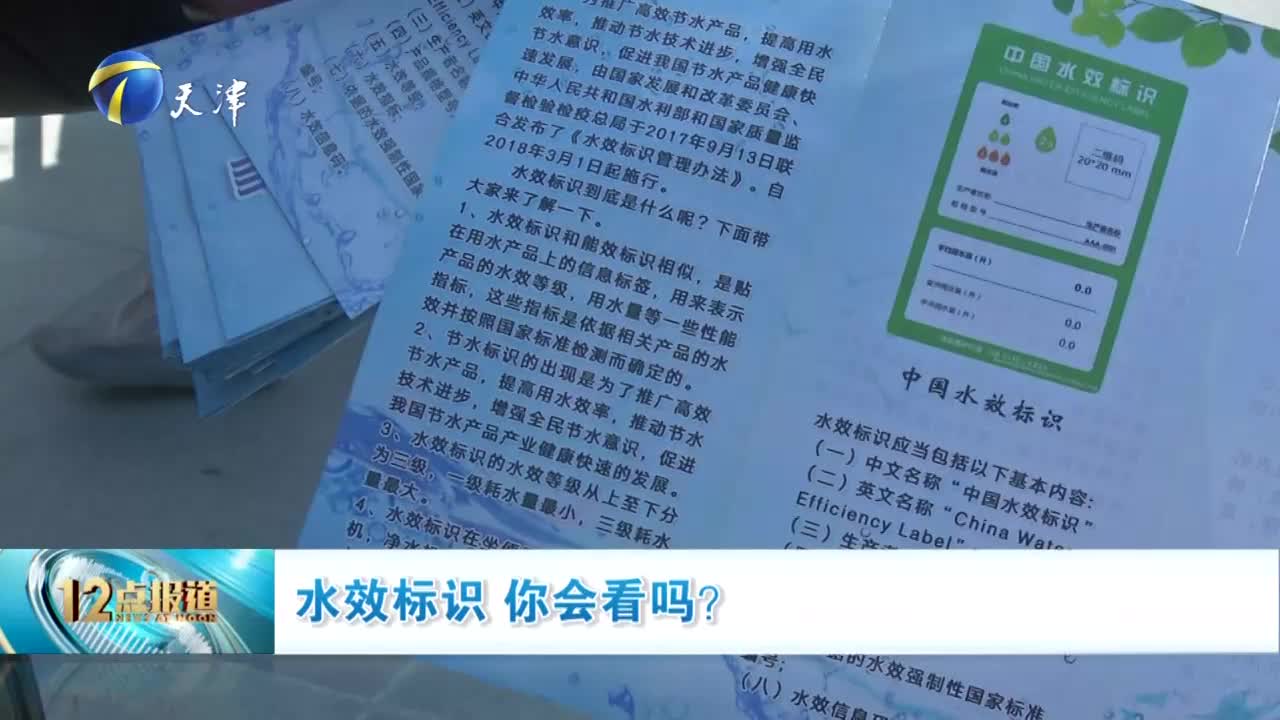 天津
为推广高效节水产品，提高用水
效率，推动节水技术进步，增强全民
节水意识，促进我国节水产品健康快
速发展，由国家发展和改革委员会、
中华人民共和国水利部和国家质量监
督检验检疫总局于2017年9月13日联
合发布了《水效标识管理办法》。自
2018年3月1日起施行。
水效标识到底是什么呢？下面带
大家来了解一下。
1、水效标识和能效标识相似，是贴
在用水产品上的信息标签，用来表示
产品的水效等级，用水量等一些性能
指标，这些指标是依据相关产品的水
效并按照国家标准检测而确定的。
2、节水标识的出现是为了推广高效
节水产品，提高用水效率，推动节水
技术进步，增强全民节水意识，促进
我国节水产品产业健康快速的发展。
3、水效标识的水效等级从上至下分
为三级，一级耗水量最小，三级耗水
量最大。
4、水效标识在坐便
机，净水
中国水效标识
二维码
20*20 mm
0.0
0.0
0.0
中国水效标识
水效标识应当包括以下基本内容：
（一）中文名称“中国水效标识”
（二）英文名称“China Wate
Efficiency Label”
（三）生产者
的水效强制性国家标准
编号；
（八）水效信息码
Efficiency L
（五）水效等级；
编号；
（八）水效信息码。
12点报道
NEWS AT NOON
水效标识 你会看吗？